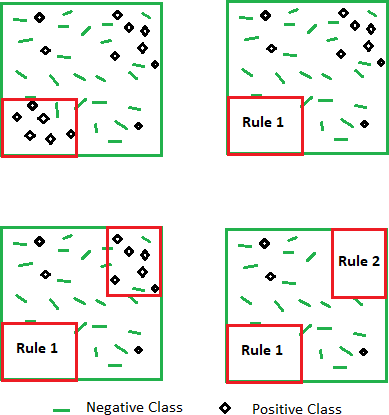 Rule 1
Rule 1
Rule 2
Rule 1
Negative Class
Positive Class